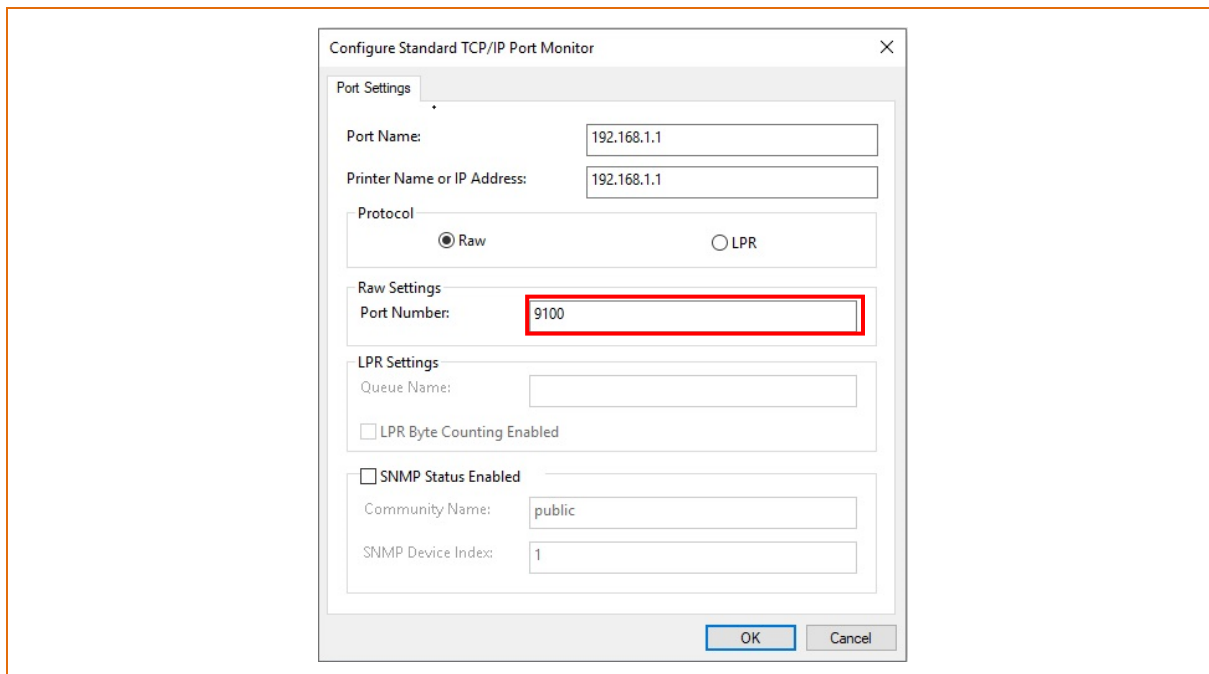 Configure Standard TCP/IP Port Monitor
Port Settings
Port Name: 192.168.1.1
Printer Name or IP Address: 192.168.1.1
Protocol
Raw LPR
Raw Settings
Port Number: 9100
LPR Settings
Queue Name:
LPR Byte Counting Enabled
SNMP Status Enabled
Community Name: public
SNMP Device Index: 1
OK Cancel